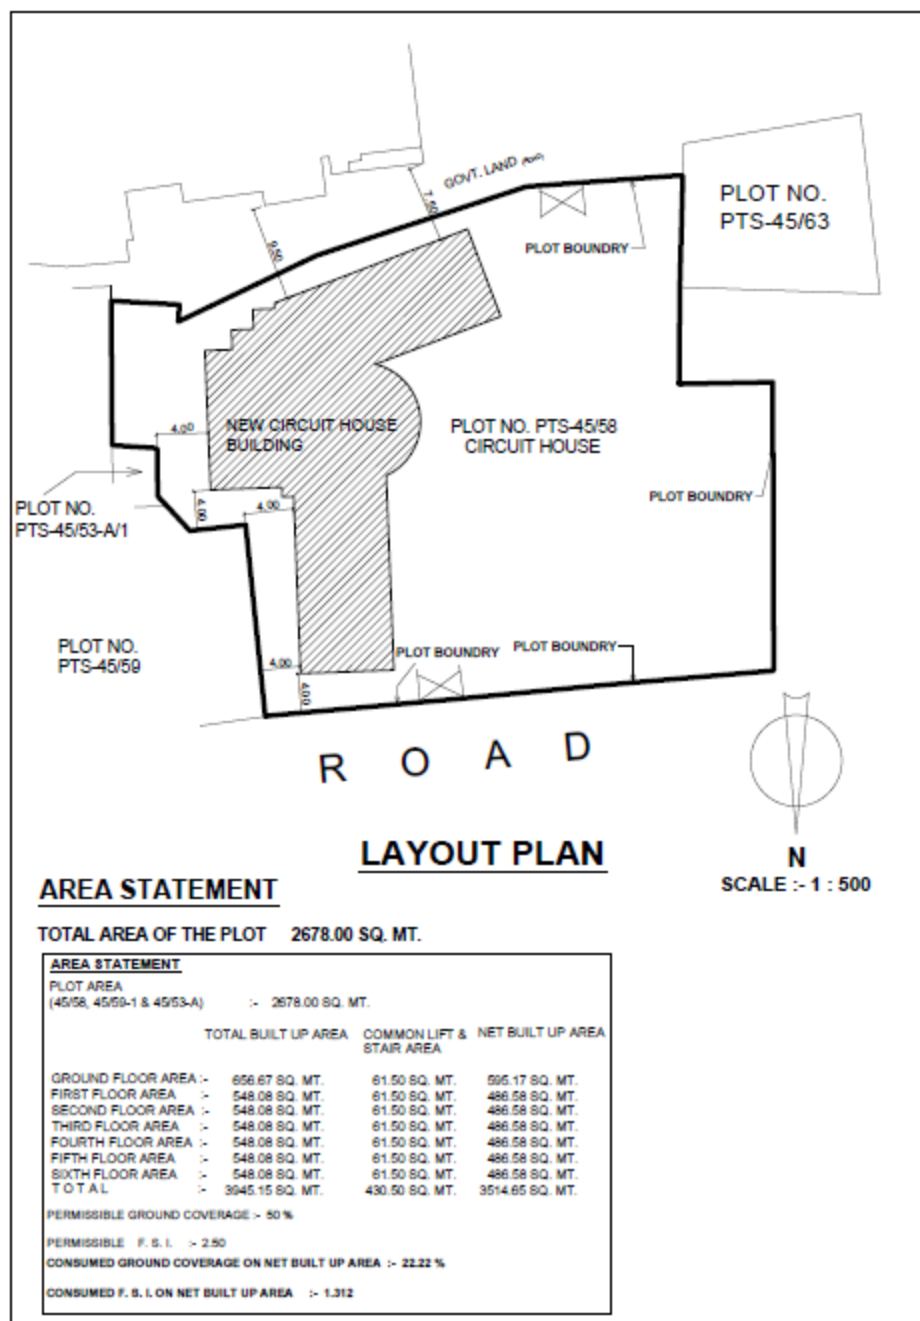 GOVT. LAND (Road)
7.50
9.50
PLOT NO.
PTS-45/63
PLOT BOUNDRY
4.00
NEW CIRCUIT HOUSE
BUILDING
PLOT NO. PTS-45/58
CIRCUIT HOUSE
PLOT BOUNDRY
PLOT NO.
PTS-45/53-A/1
4.00
4.00
PLOT NO.
PTS-45/59
4.00
4.00
PLOT BOUNDRY
PLOT BOUNDRY
R O A D
LAYOUT PLAN
N
SCALE :- 1 : 500
AREA STATEMENT
TOTAL AREA OF THE PLOT 2678.00 SQ. MT.
AREA STATEMENT
PLOT AREA
(45/58, 45/59-1 & 45/53-A) :- 2678.00 SQ. MT.
TOTAL BUILT UP AREA COMMON LIFT & STAIR AREA NET BUILT UP AREA
GROUND FLOOR AREA :- 656.67 SQ. MT. 61.50 SQ. MT. 595.17 SQ. MT.
FIRST FLOOR AREA :- 548.08 SQ. MT. 61.50 SQ. MT. 486.58 SQ. MT.
SECOND FLOOR AREA :- 548.08 SQ. MT. 61.50 SQ. MT. 486.58 SQ. MT.
THIRD FLOOR AREA :- 548.08 SQ. MT. 61.50 SQ. MT. 486.58 SQ. MT.
FOURTH FLOOR AREA :- 548.08 SQ. MT. 61.50 SQ. MT. 486.58 SQ. MT.
FIFTH FLOOR AREA :- 548.08 SQ. MT. 61.50 SQ. MT. 486.58 SQ. MT.
SIXTH FLOOR AREA :- 548.08 SQ. MT. 61.50 SQ. MT. 486.58 SQ. MT.
T O T A L :- 3945.15 SQ. MT. 430.50 SQ. MT. 3514.65 SQ. MT.
PERMISSIBLE GROUND COVERAGE :- 50 %
PERMISSIBLE F. S. I. :- 2.50
CONSUMED GROUND COVERAGE ON NET BUILT UP AREA :- 22.22 %
CONSUMED F. S. I. ON NET BUILT UP AREA :- 1.312